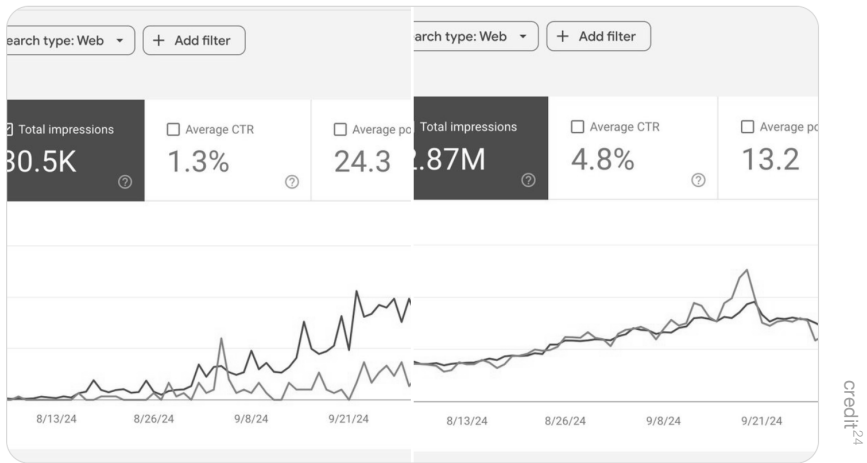 earch type: Web
+ Add filter
Total impressions
30.5K
Average CTR
1.3%
Average po
24.3
8/13/24
8/26/24
9/8/24
9/21/24
arch type: Web
+ Add filter
Total impressions
2.87M
Average CTR
4.8%
Average po
13.2
8/13/24
8/26/24
9/8/24
9/21/24
credit24